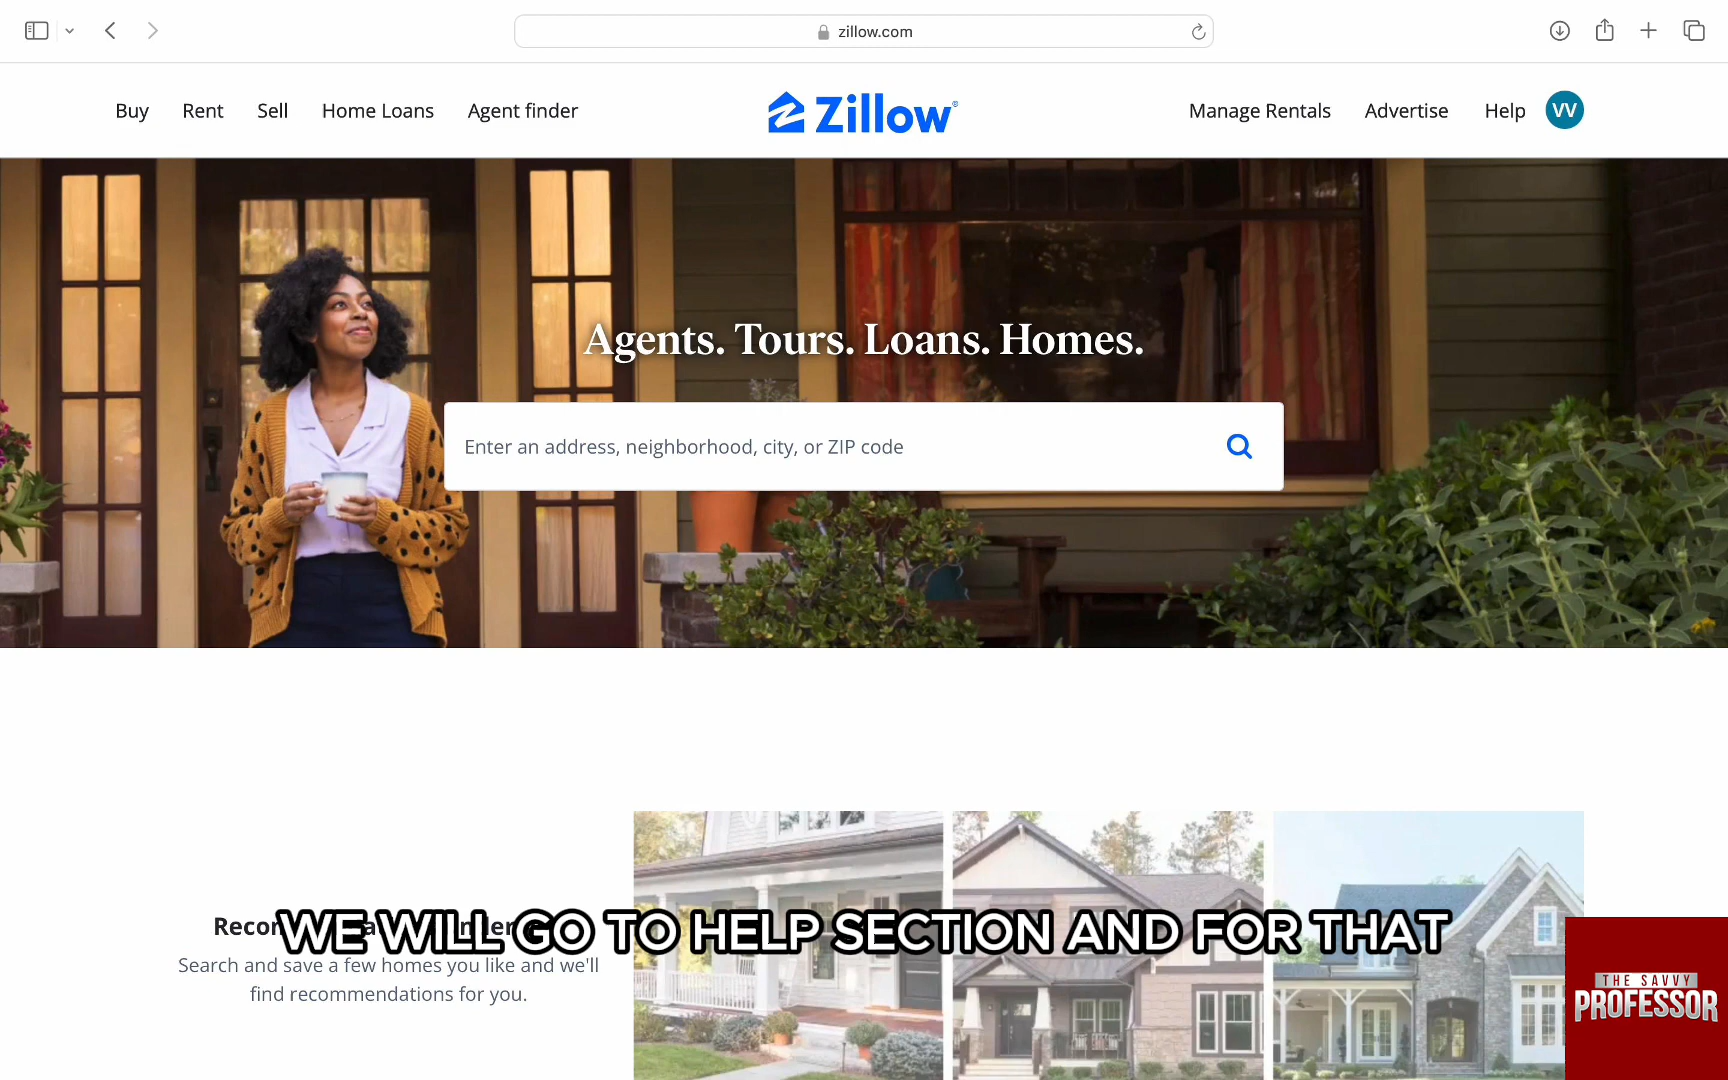 zillow.com
Buy
Rent
Sell
Home Loans
Agent finder
Zillow
Manage Rentals
Advertise
Help
VV
Agents. Tours. Loans. Homes.
Enter an address, neighborhood, city, or ZIP code
WE WILL GO TO HELP SECTION AND FOR THAT
Search and save a few homes you like and we'll
find recommendations for you.
THE SAVVY
PROFESSOR